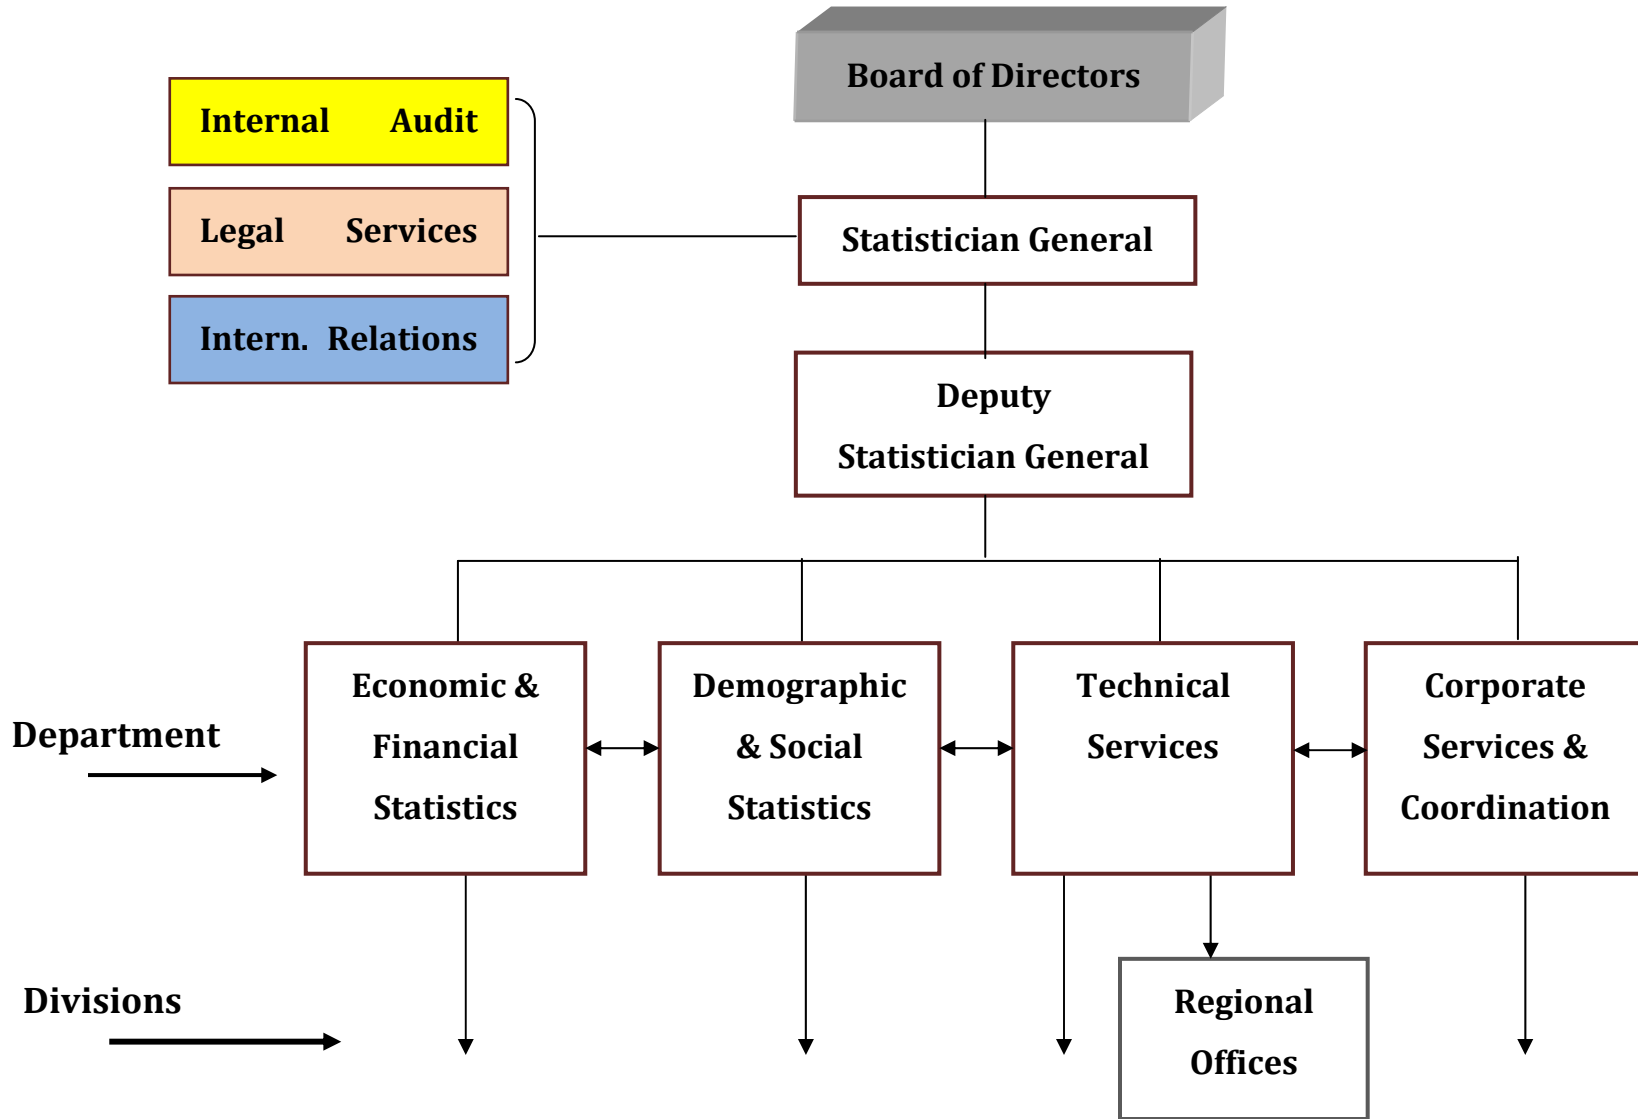 Board of Directors
Internal Audit
Legal Services
Intern. Relations
Statistician General
Deputy
Statistician General
Department
Economic &
Financial
Statistics
Demographic
& Social
Statistics
Technical
Services
Corporate
Services &
Coordination
Divisions
Regional
Offices